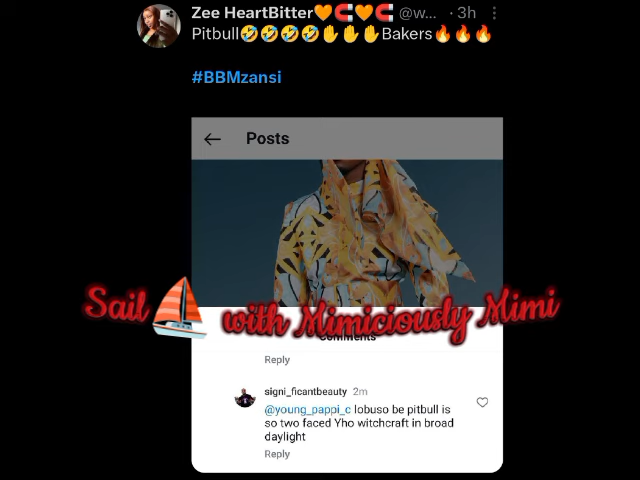 Zee HeartBitter🧡🧲🧡🧲 @w... · 3h
Pitbull🤣🤣🤣🤣✋✋✋Bakers🔥🔥🔥
#BBMzansi
← Posts
Sail⛵ with Mimiciously Mimi
Comments
Reply
signi_ficantbeauty 2m
@young_pappi_c lobuso be pitbull is
so two faced Yho witchcraft in broad
daylight
Reply